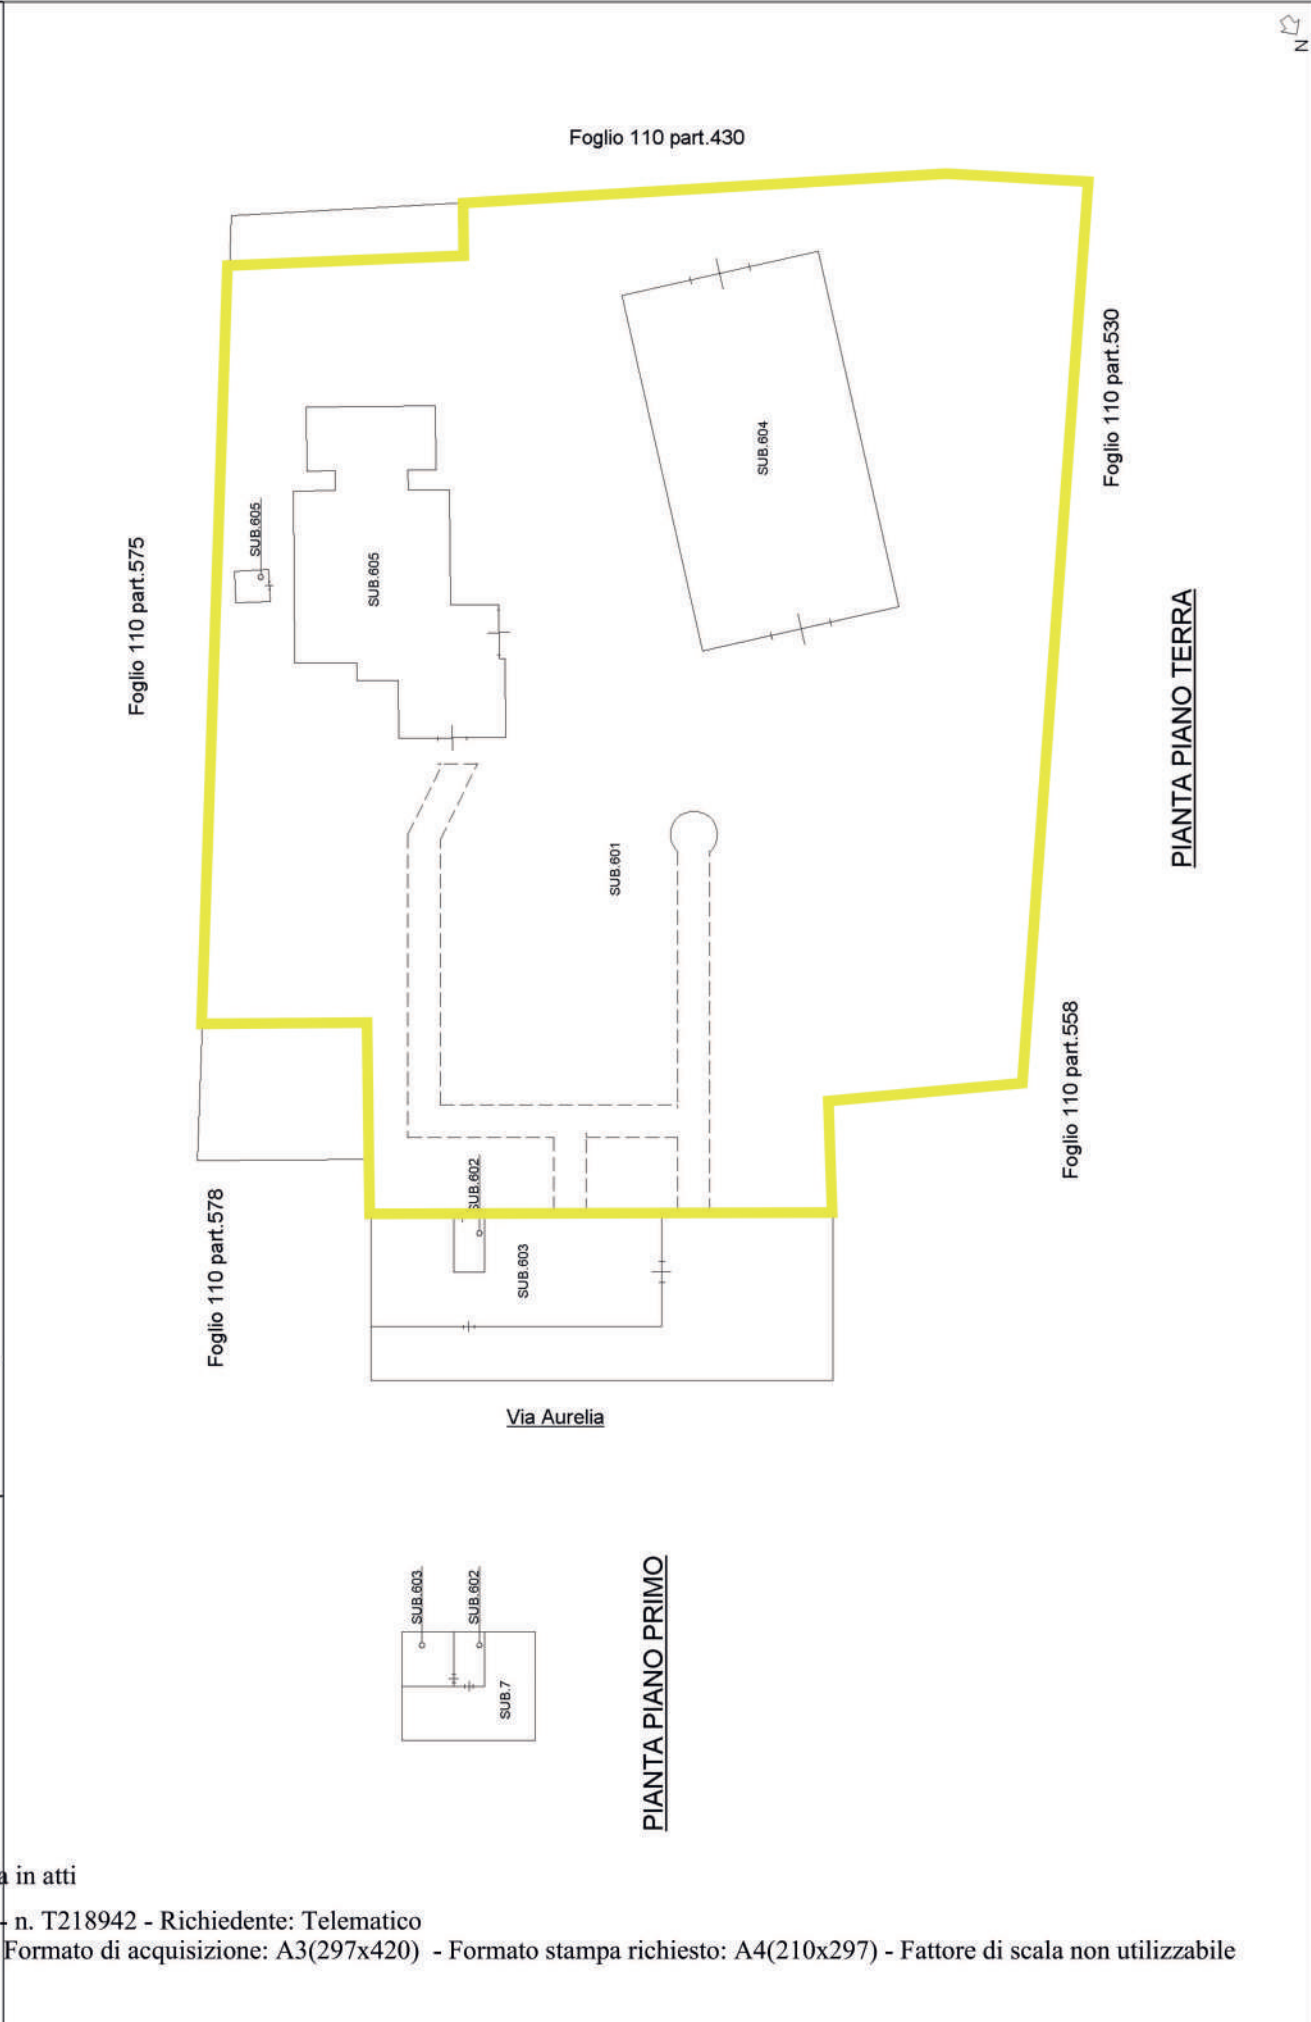 N
Foglio 110 part.430
Foglio 110 part.530
SUB.604
SUB.605
SUB.605
Foglio 110 part.575
PIANTA PIANO TERRA
SUB.601
Foglio 110 part.558
SUB.602
SUB.603
Foglio 110 part.578
Via Aurelia
SUB.603
SUB.602
SUB.7
PIANTA PIANO PRIMO
in atti
- n. T218942 - Richiedente: Telematico
Formato di acquisizione: A3(297x420) - Formato stampa richiesto: A4(210x297) - Fattore di scala non utilizzabile